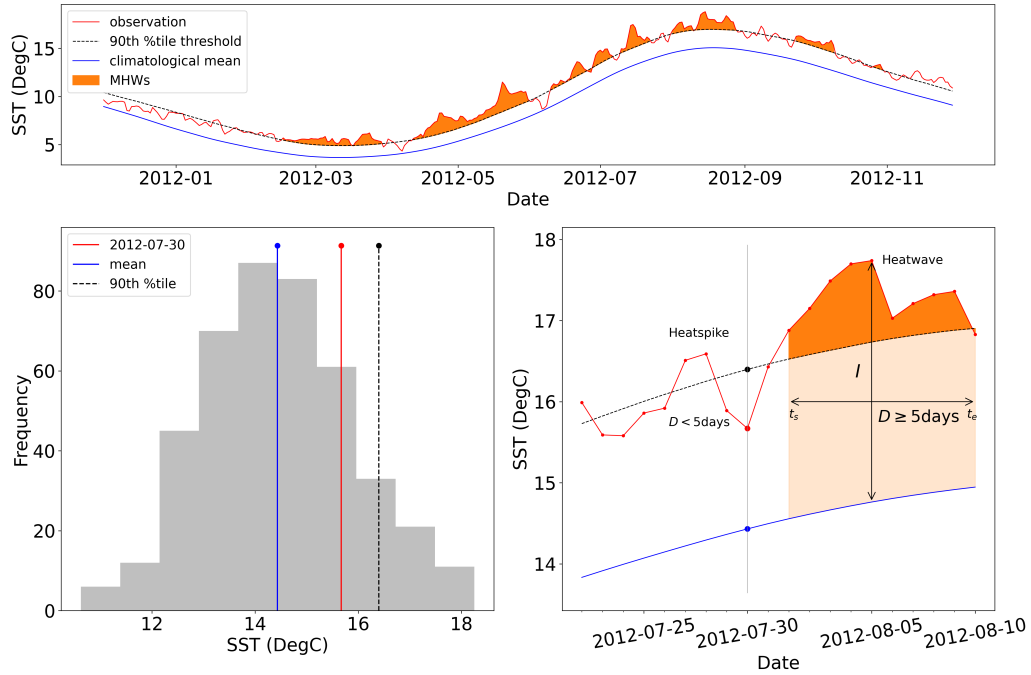 observation
90th %tile threshold
climatological mean
MHWs
15
10
5
SST (DegC)
2012-01
2012-03
2012-05
2012-07
2012-09
2012-11
Date
2012-07-30
mean
90th %tile
80
60
40
20
0
Frequency
12
14
16
18
SST (DegC)
18
17
16
15
14
SST (DegC)
Heatwave
Heatspike
I
ts
te
D < 5days
D ≥ 5days
2012-07-25
2012-07-30
2012-08-05
2012-08-10
Date